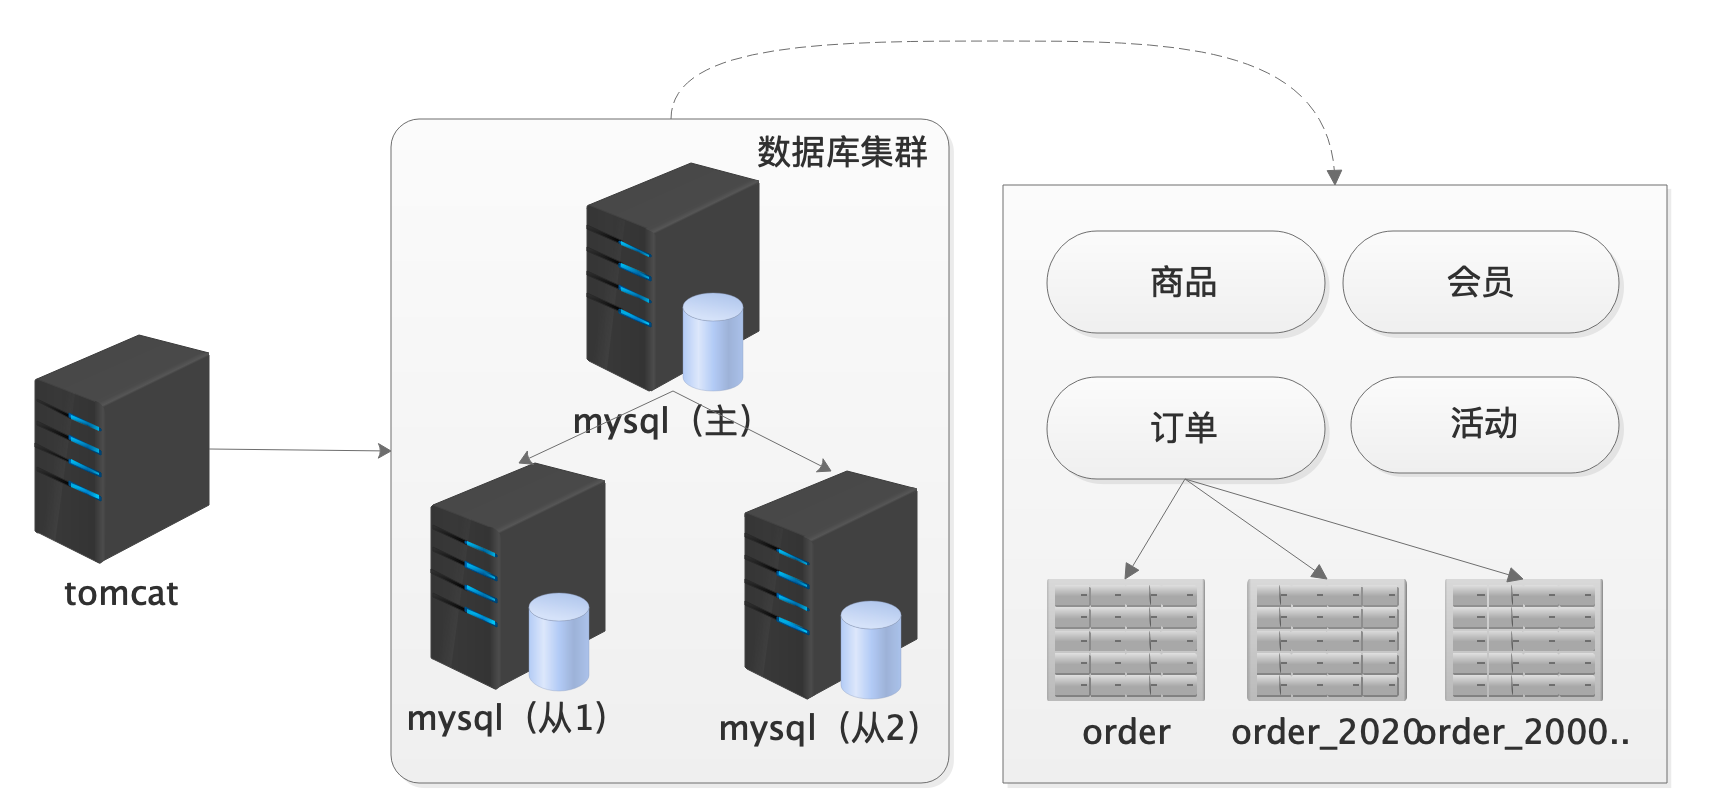 数据库集群
mysql（主）
mysql（从1）
mysql（从2）
tomcat
商品
会员
订单
活动
order
order_2020
order_2000..